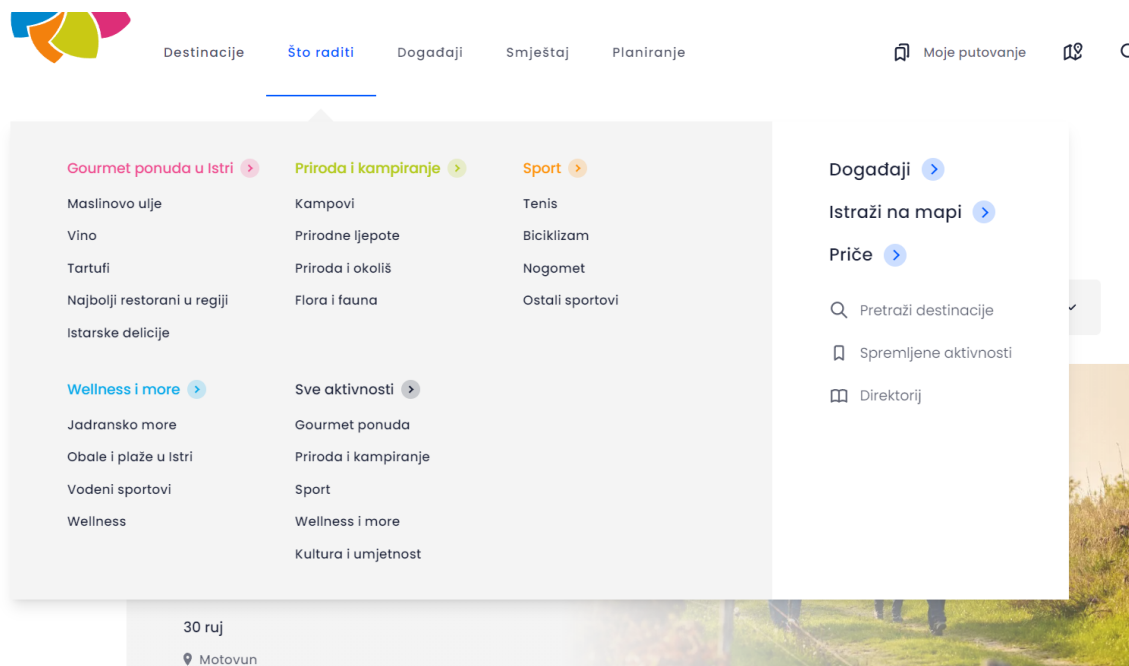 Destinacije
Što raditi
Događaji
Smještaj
Planiranje
Moje putovanje
Gourmet ponuda u Istri
Maslinovo ulje
Vino
Tartufi
Najbolji restorani u regiji
Istarske delicije
Priroda i kampiranje
Kampovi
Prirodne ljepote
Priroda i okoliš
Flora i fauna
Sport
Tenis
Biciklizam
Nogomet
Ostali sportovi
Wellness i more
Jadransko more
Obale i plaže u Istri
Vodeni sportovi
Wellness
Sve aktivnosti
Gourmet ponuda
Priroda i kampiranje
Sport
Wellness i more
Kultura i umjetnost
Događaji
Istraži na mapi
Priče
Pretraži destinacije
Spremljene aktivnosti
Direktorij
30 ruj
Motovun